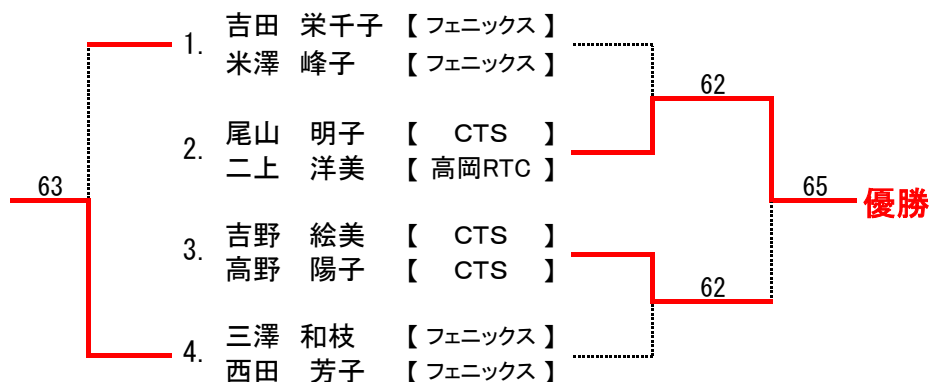 1. 吉田 栄千子 【 フェニックス 】
米澤 峰子 【 フェニックス 】
62
2. 尾山 明子 【 CTS 】
二上 洋美 【 高岡RTC 】
63
65
優勝
3. 吉野 絵美 【 CTS 】
高野 陽子 【 CTS 】
62
4. 三澤 和枝 【 フェニックス 】
西田 芳子 【 フェニックス 】